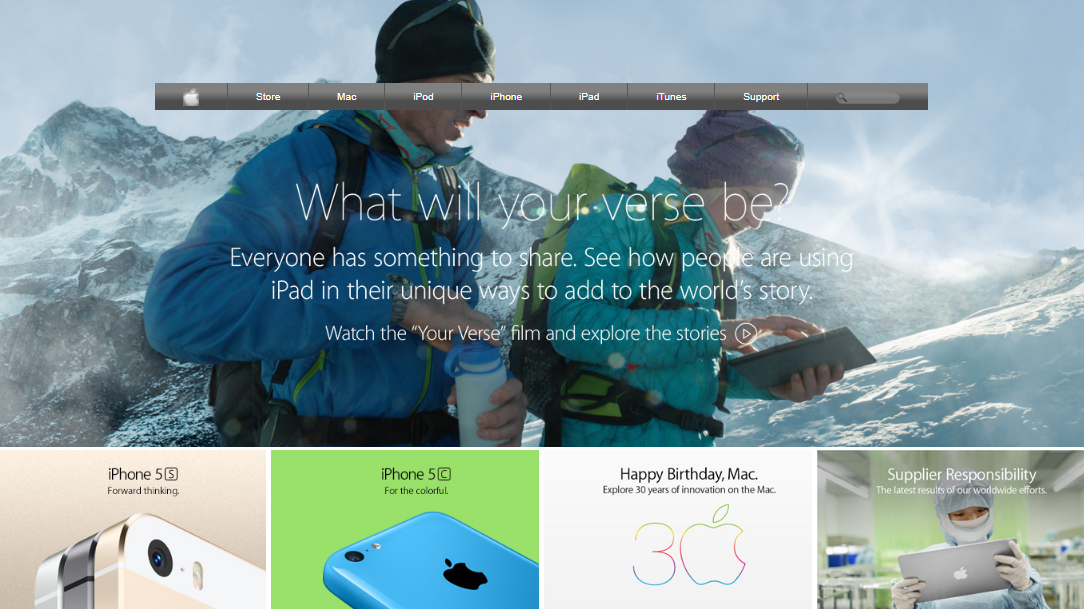 Store
Mac
iPod
iPhone
iPad
iTunes
Support
What will your verse be?
Everyone has something to share. See how people are using
iPad in their unique ways to add to the world's story.
Watch the “Your Verse” film and explore the stories
iPhone 5S
Forward thinking.
iPhone 5C
For the colorful.
Happy Birthday, Mac.
Explore 30 years of innovation on the Mac.
30
Supplier Responsibility
The latest results of our worldwide efforts.